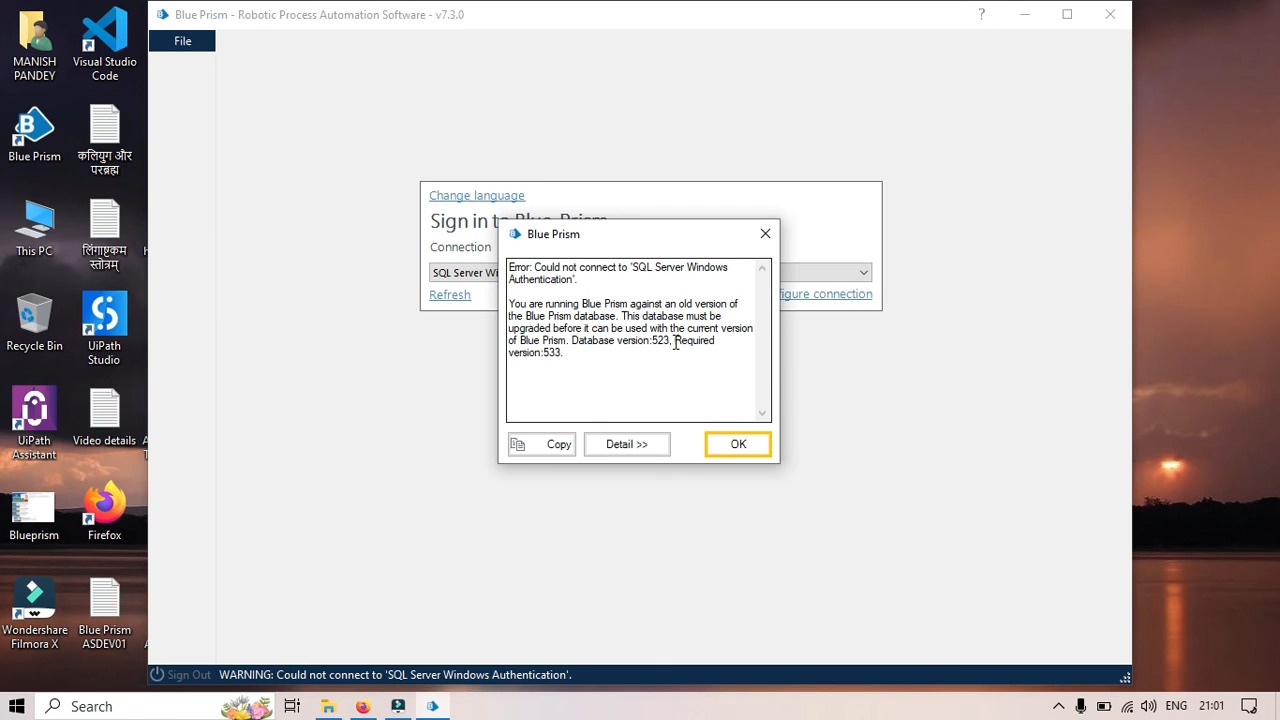 Blue Prism - Robotic Process Automation Software - v7.3.0
?
File
MANISH
PANDEY
Visual Studio
Code
Blue Prism
कलियुग और
परब्रह्म
This PC
लिंगाष्टकम
स्तोत्रम्
Recycle Bin
UiPath Studio
UiPath
Assistant
Video details
Blueprism
Firefox
Wondershare
Filmora X
Blue Prism
ASDEV01
Change language
Sign in to Blue Prism
Connection
SQL Server Wi
Refresh
figure connection
Blue Prism
Error: Could not connect to 'SQL Server Windows
Authentication'.
You are running Blue Prism against an old version of
the Blue Prism database. This database must be
upgraded before it can be used with the current version
of Blue Prism. Database version:523, Required
version:533.
Copy
Detail >>
OK
Sign Out
WARNING: Could not connect to 'SQL Server Windows Authentication'.
Search
ENG
21:01